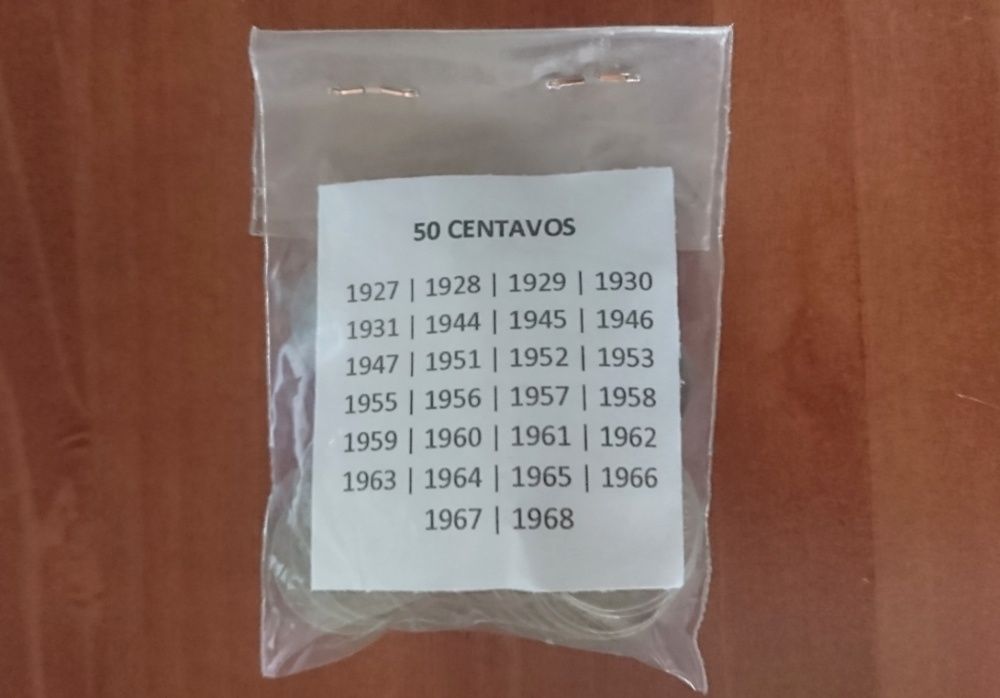 50 CENTAVOS
1927 | 1928 | 1929 | 1930
1931 | 1944 | 1945 | 1946
1947 | 1951 | 1952 | 1953
1955 | 1956 | 1957 | 1958
1959 | 1960 | 1961 | 1962
1963 | 1964 | 1965 | 1966
1967 | 1968